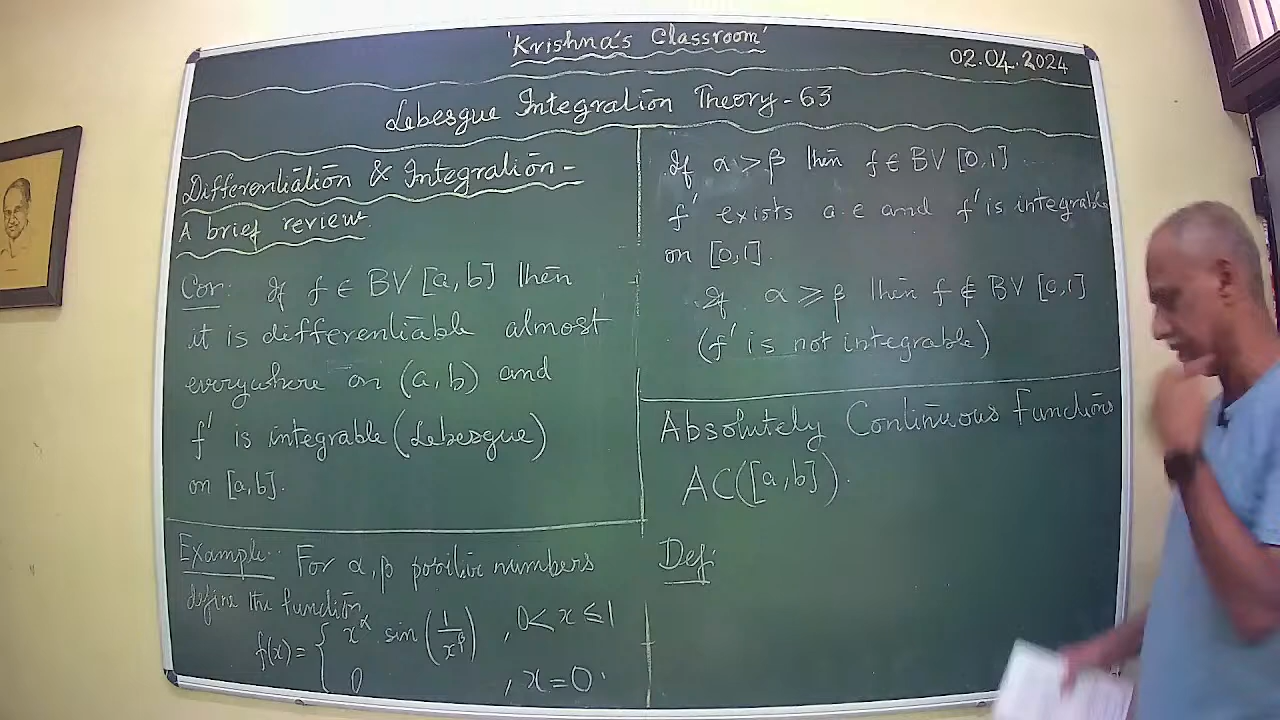 'Krishna's Classroom'
02.04.2024
Lebesgue Integration Theory - 63
Differentiation & Integration -
A brief review
Cor: If f ∈ BV [a,b] then
it is differentiable almost
everywhere on (a,b) and
f' is integrable (Lebesgue)
on [a,b].
Example: For α, β positive numbers
define the function
f(x) = { x^α sin(1/x^β) , 0 < x ≤ 1
0 , x = 0.
If α > β then f ∈ BV [0,1]
f' exists a.e and f' is integrable
on [0,1].
If α ≥ β then f ∉ BV [0,1]
(f' is not integrable)
Absolutely Continuous Functions
AC([a,b]).
Def: